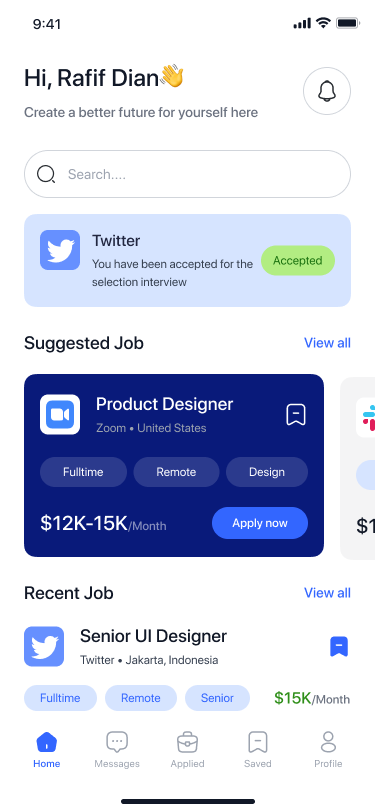 9:41
Hi, Rafif Dian👋
Create a better future for yourself here
Search....
Twitter
You have been accepted for the
selection interview
Accepted
Suggested Job
View all
Product Designer
Zoom • United States
Fulltime
Remote
Design
$12K-15K/Month
Apply now
$1
Recent Job
View all
Senior UI Designer
Twitter • Jakarta, Indonesia
Fulltime
Remote
Senior
$15K/Month
Home
Messages
Applied
Saved
Profile